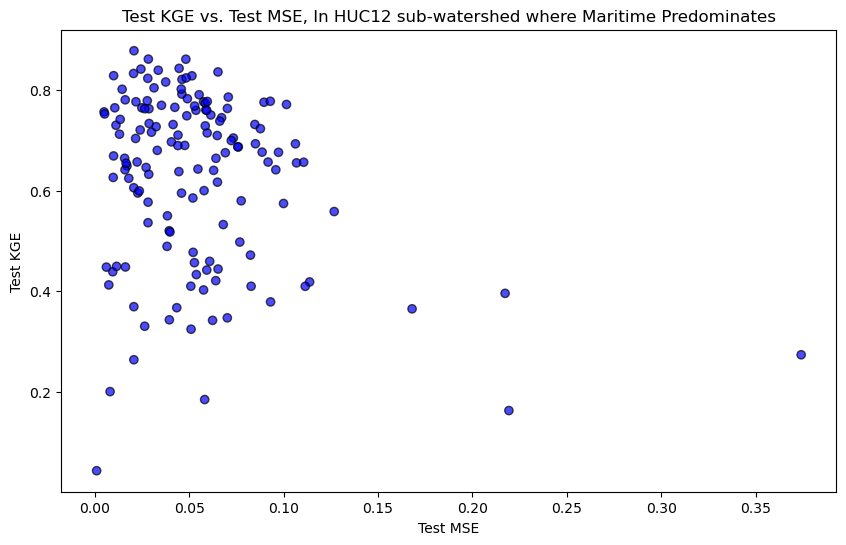 Test KGE vs. Test MSE, In HUC12 sub-watershed where Maritime Predominates
Test KGE
0.8
0.6
0.4
0.2
0.00 0.05 0.10 0.15 0.20 0.25 0.30 0.35
Test MSE